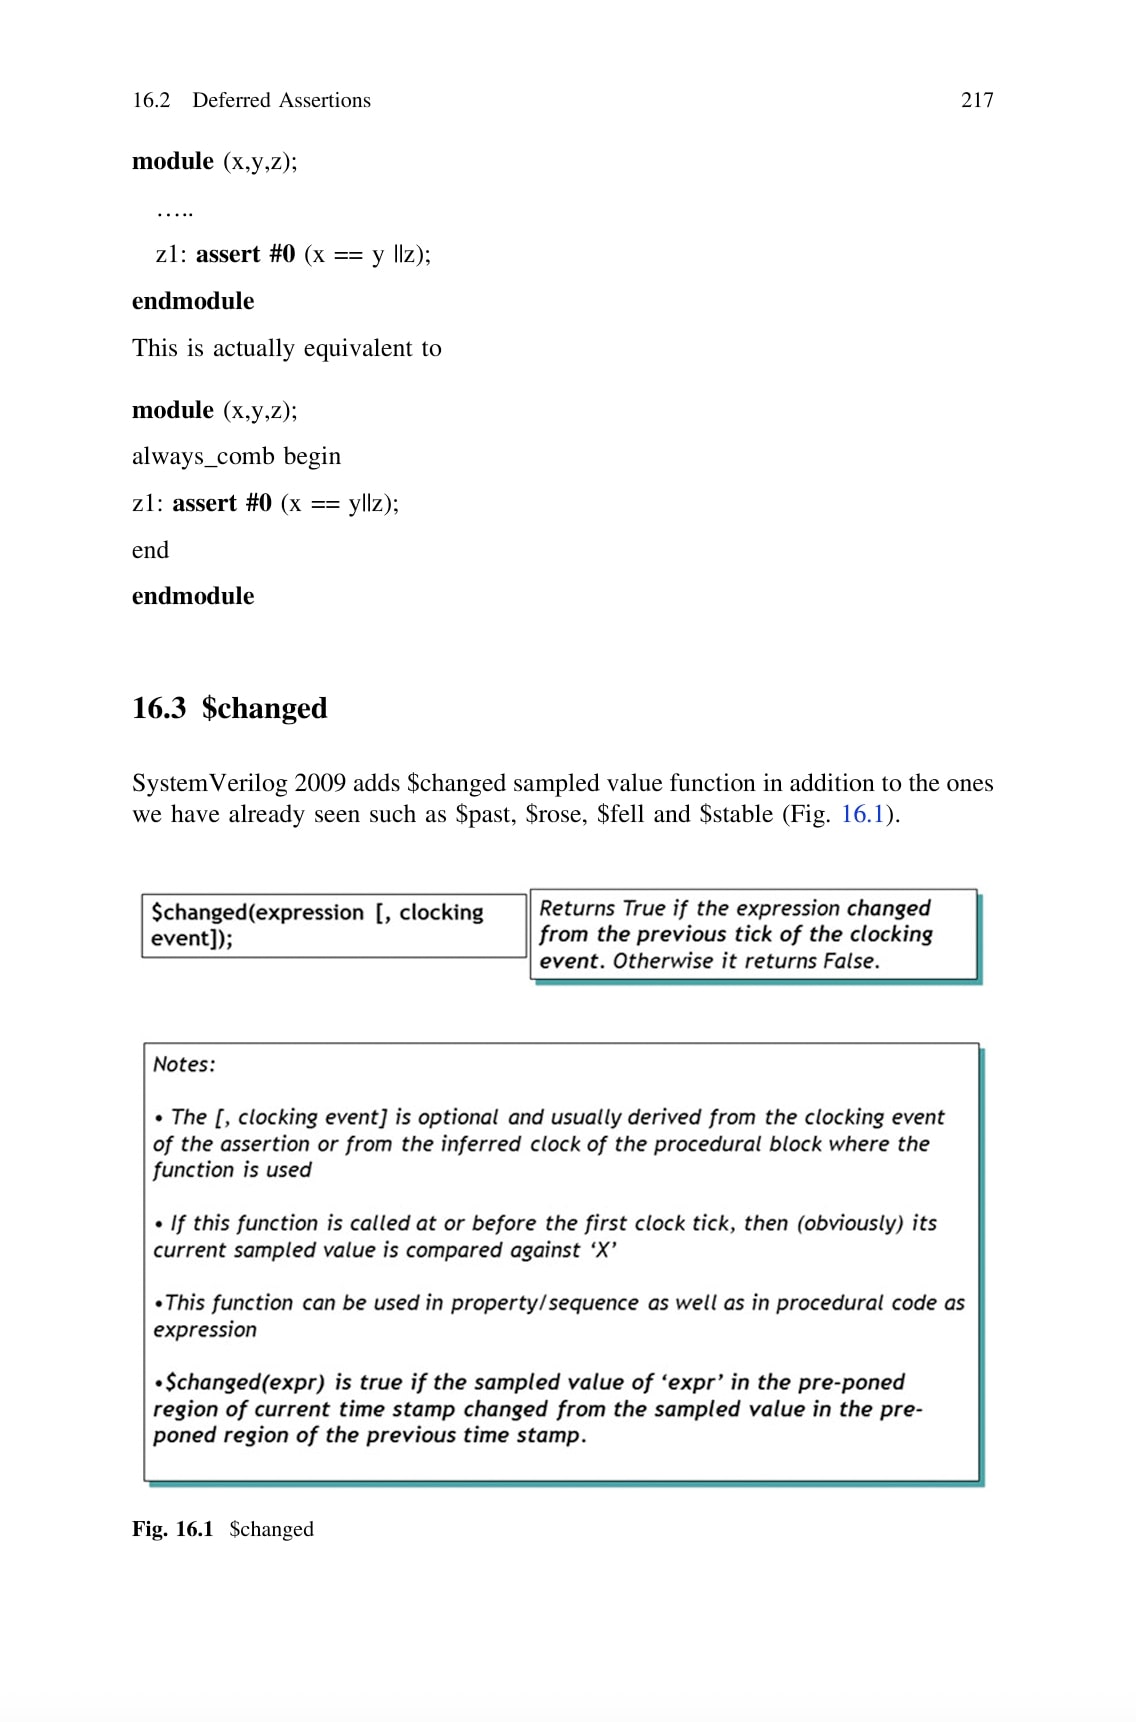 16.2 Deferred Assertions 217
module (x,y,z);
…..
z1: assert #0 (x == y ||z);
endmodule
This is actually equivalent to
module (x,y,z);
always_comb begin
z1: assert #0 (x == y||z);
end
endmodule
16.3 $changed
SystemVerilog 2009 adds $changed sampled value function in addition to the ones
we have already seen such as $past, $rose, $fell and $stable (Fig. 16.1).
$changed(expression [, clocking
event]);
Returns True if the expression changed
from the previous tick of the clocking
event. Otherwise it returns False.
Notes:
• The [, clocking event] is optional and usually derived from the clocking event
of the assertion or from the inferred clock of the procedural block where the
function is used
• If this function is called at or before the first clock tick, then (obviously) its
current sampled value is compared against ‘X’
•This function can be used in property/sequence as well as in procedural code as
expression
•$changed(expr) is true if the sampled value of ‘expr’ in the pre-poned
region of current time stamp changed from the sampled value in the pre-
poned region of the previous time stamp.
Fig. 16.1 $changed